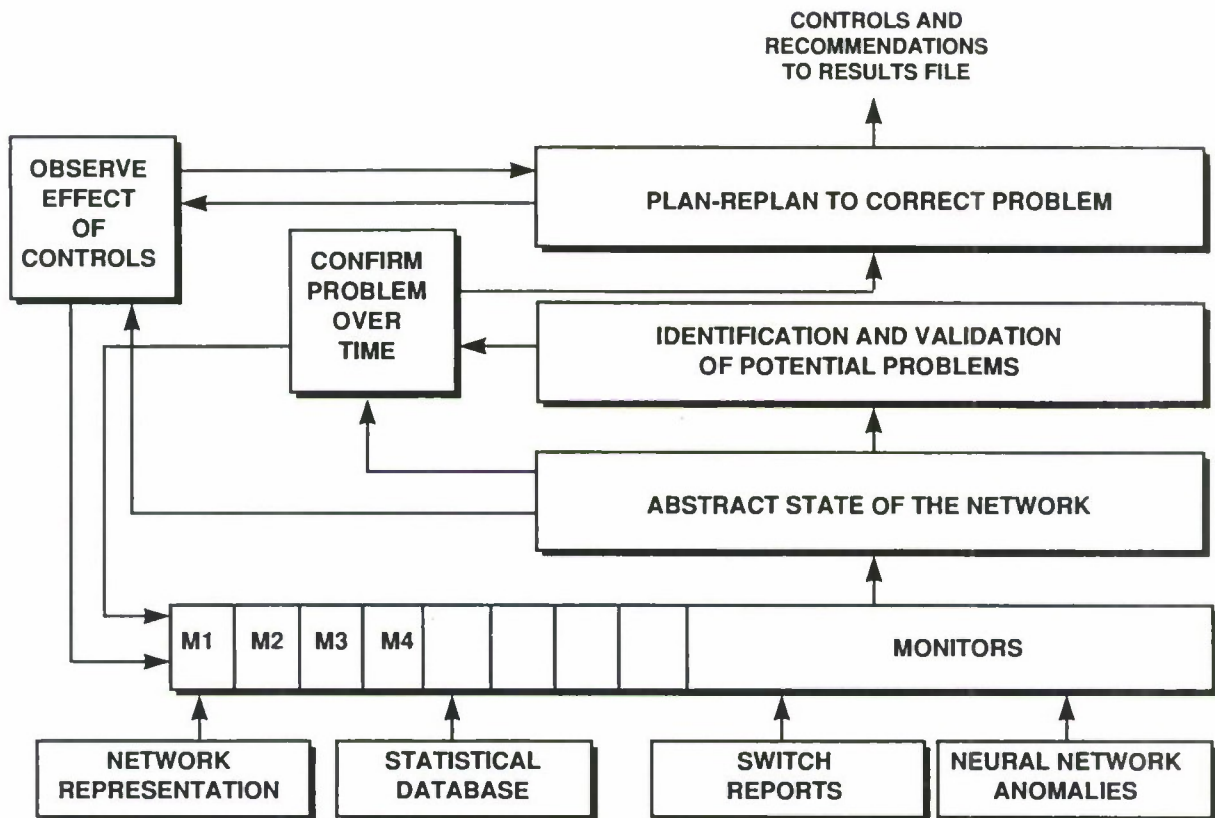 CONTROLS AND
RECOMMENDATIONS
TO RESULTS FILE
OBSERVE
EFFECT
OF
CONTROLS
PLAN-REPLAN TO CORRECT PROBLEM
CONFIRM
PROBLEM
OVER
TIME
IDENTIFICATION AND VALIDATION
OF POTENTIAL PROBLEMS
ABSTRACT STATE OF THE NETWORK
M1 M2 M3 M4 MONITORS
NETWORK
REPRESENTATION
STATISTICAL
DATABASE
SWITCH
REPORTS
NEURAL NETWORK
ANOMALIES